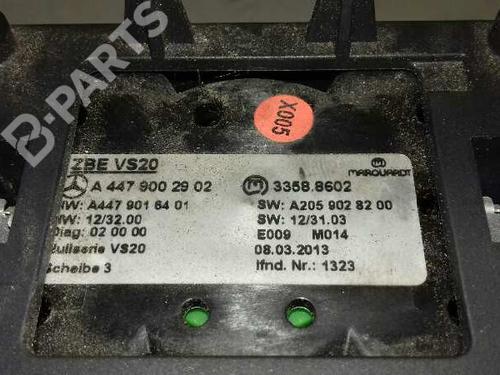 B-PARTS
X005
ZBE VS20
A 447 900 29 02
3358.8602
MARQUARDT
HW: A447 901 64 01
SW: A205 902 82 00
HW: 12/32.00
SW: 12/31.03
Diag: 02 00 00
E009 M014
Nullserie VS20
08.03.2013
Scheibe 3
lfnd. Nr.: 1323